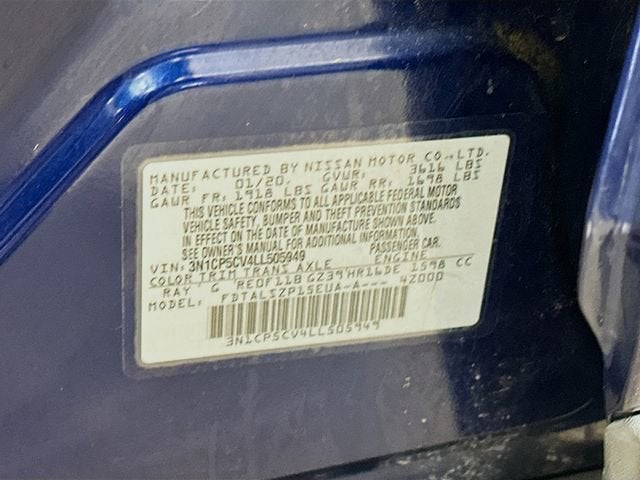 MANUFACTURED BY NISSAN MOTOR CO.,LTD.
DATE: 01/20. GVWR: 3616 LBS
GAWR FR: 1918 LBS GAWR RR: 1698 LBS
THIS VEHICLE CONFORMS TO ALL APPLICABLE FEDERAL MOTOR
VEHICLE SAFETY, BUMPER AND THEFT PREVENTION STANDARDS
IN EFFECT ON THE DATE OF MANUFACTURE SHOWN ABOVE.
SEE OWNER'S MANUAL FOR ADDITIONAL INFORMATION.
VIN: 3N1CP5CV4LL505949 PASSENGER CAR.
COLOR TRIM TRANS AXLE ENGINE
RAY G RE0F11B GZ39 HR16DE 1598 CC
MODEL: FDTALSZP15EUA-A--- 42000
3N1CP5CV4LL505949